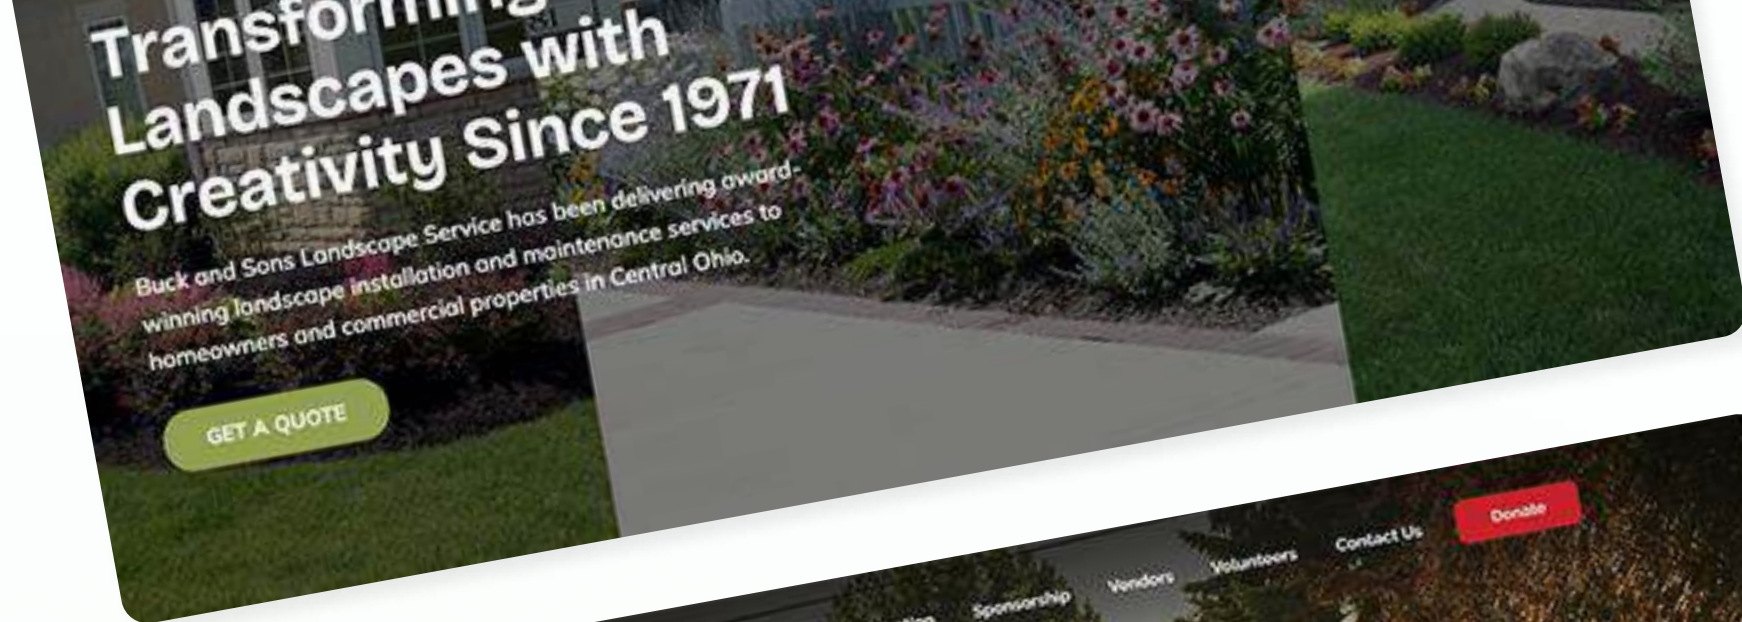 Transforming
Landscapes with
Creativity Since 1971
Buck and Sons Landscape Service has been delivering award-
winning landscape installation and maintenance services to
homeowners and commercial properties in Central Ohio.
GET A QUOTE
Sponsorship
Vendors
Volunteers
Contact Us
Donate